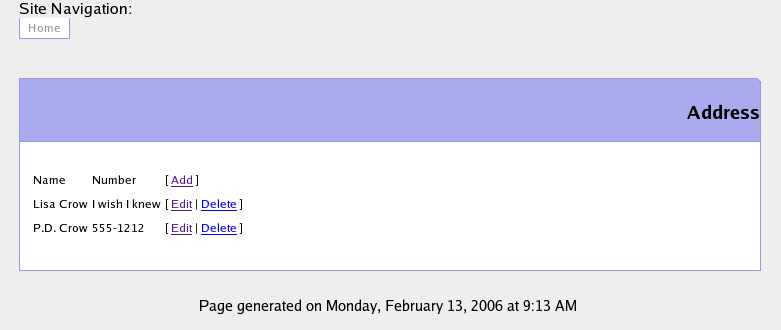 Site Navigation:
Home
Address
Name Number [ Add ]
Lisa Crow I wish I knew [ Edit | Delete ]
P.D. Crow 555-1212 [ Edit | Delete ]
Page generated on Monday, February 13, 2006 at 9:13 AM